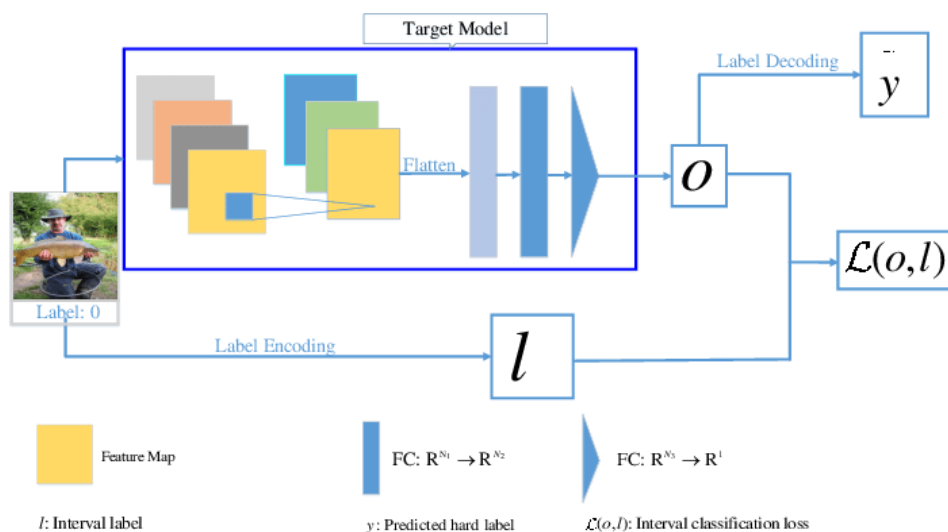 Target Model
Label Decoding
y
Flatten
O
ℒ(o,l)
Label: 0
Label Encoding
l
Feature Map
FC: R^{N₁} → R^{N₂}
FC: R^{N₃} → R^1
l: Interval label
y: Predicted hard label
ℒ(o,l): Interval classification loss